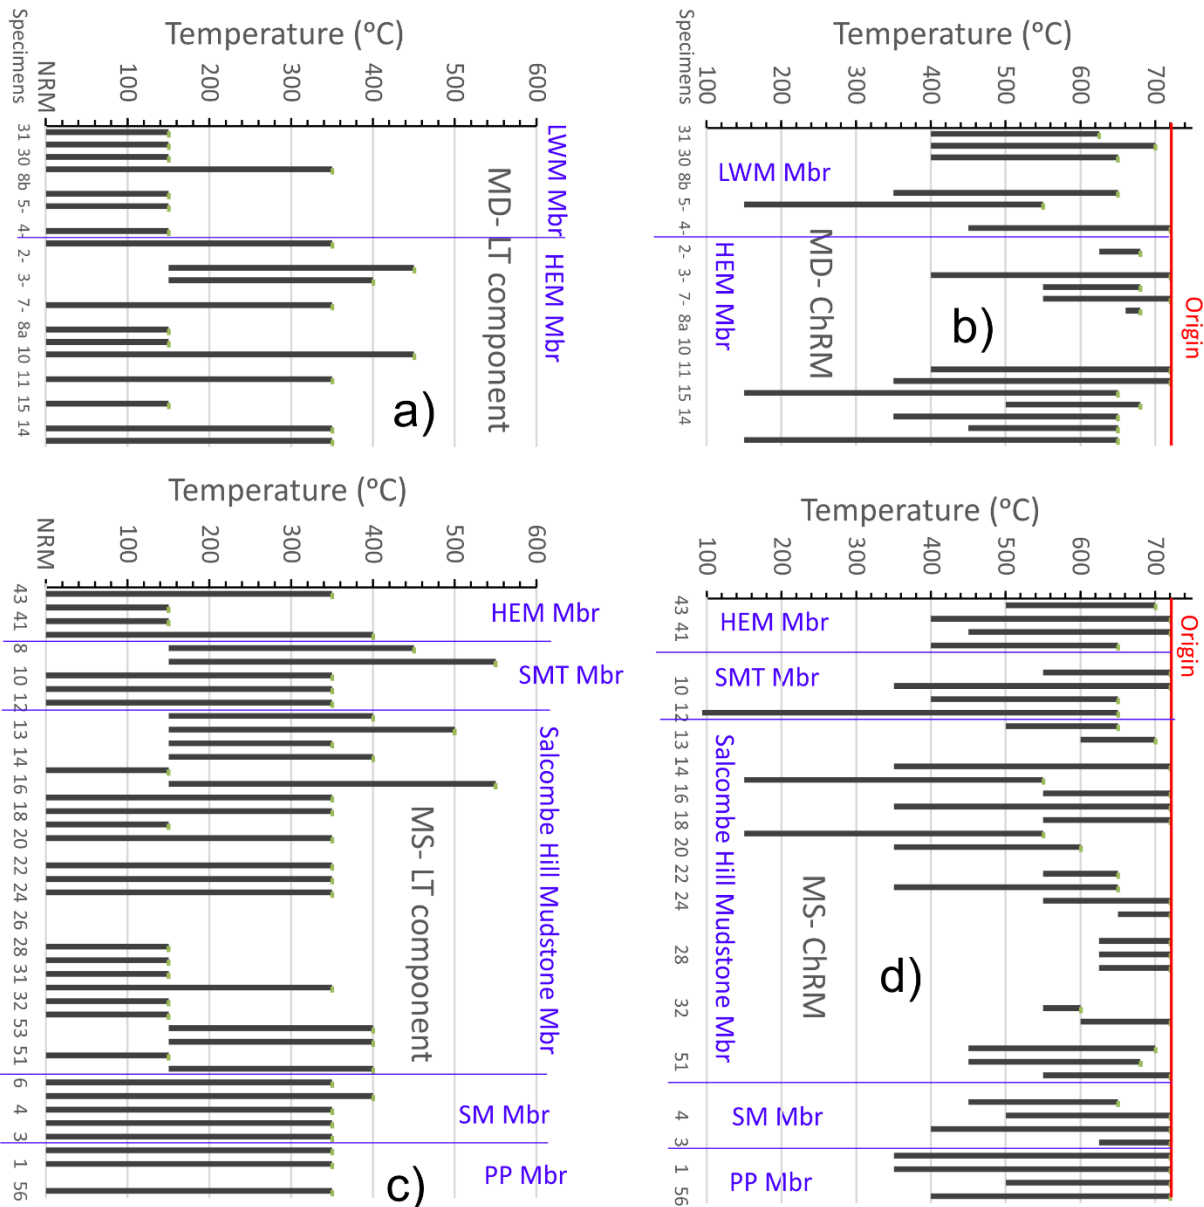 Temperature (ºC)
Specimens
NRM
100
200
300
400
500
600
31
30
8b
5-
4-
2-
3-
7-
8a
10
11
15
14
LWM Mbr
HEM Mbr
MD- LT component
a)
Temperature (ºC)
Specimens
100
200
300
400
500
600
700
31
30
8b
5-
4-
2-
3-
7-
8a
10
11
15
14
LWM Mbr
HEM Mbr
MD- ChRM
Origin
b)
Temperature (ºC)
NRM
100
200
300
400
500
600
43
41
8
10
12
13
14
16
18
20
22
24
26
28
31
32
53
51
6
4
3
1
56
HEM Mbr
SMT Mbr
Salcombe Hill Mudstone Mbr
MS- LT component
SM Mbr
PP Mbr
c)
Temperature (ºC)
100
200
300
400
500
600
700
43
41
10
12
13
14
16
18
20
22
24
28
32
51
4
3
1
56
HEM Mbr
SMT Mbr
Salcombe Hill Mudstone Mbr
MS- ChRM
SM Mbr
PP Mbr
Origin
d)